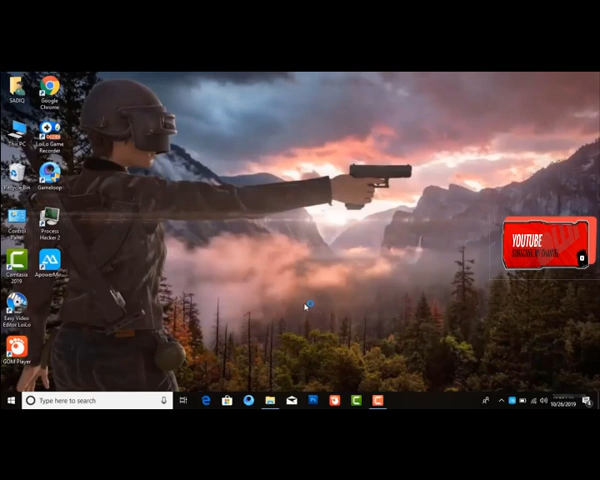 SADIQ
Google
Chrome
This PC
LoiLo Game
Recorder
Recycle Bin
Gameloop
Control
Panel
Process
Hacker 2
Camtasia
2019
Easy Video
Editor LoiLo
GOM Player
YOUTUBE
Type here to search
10/26/2019